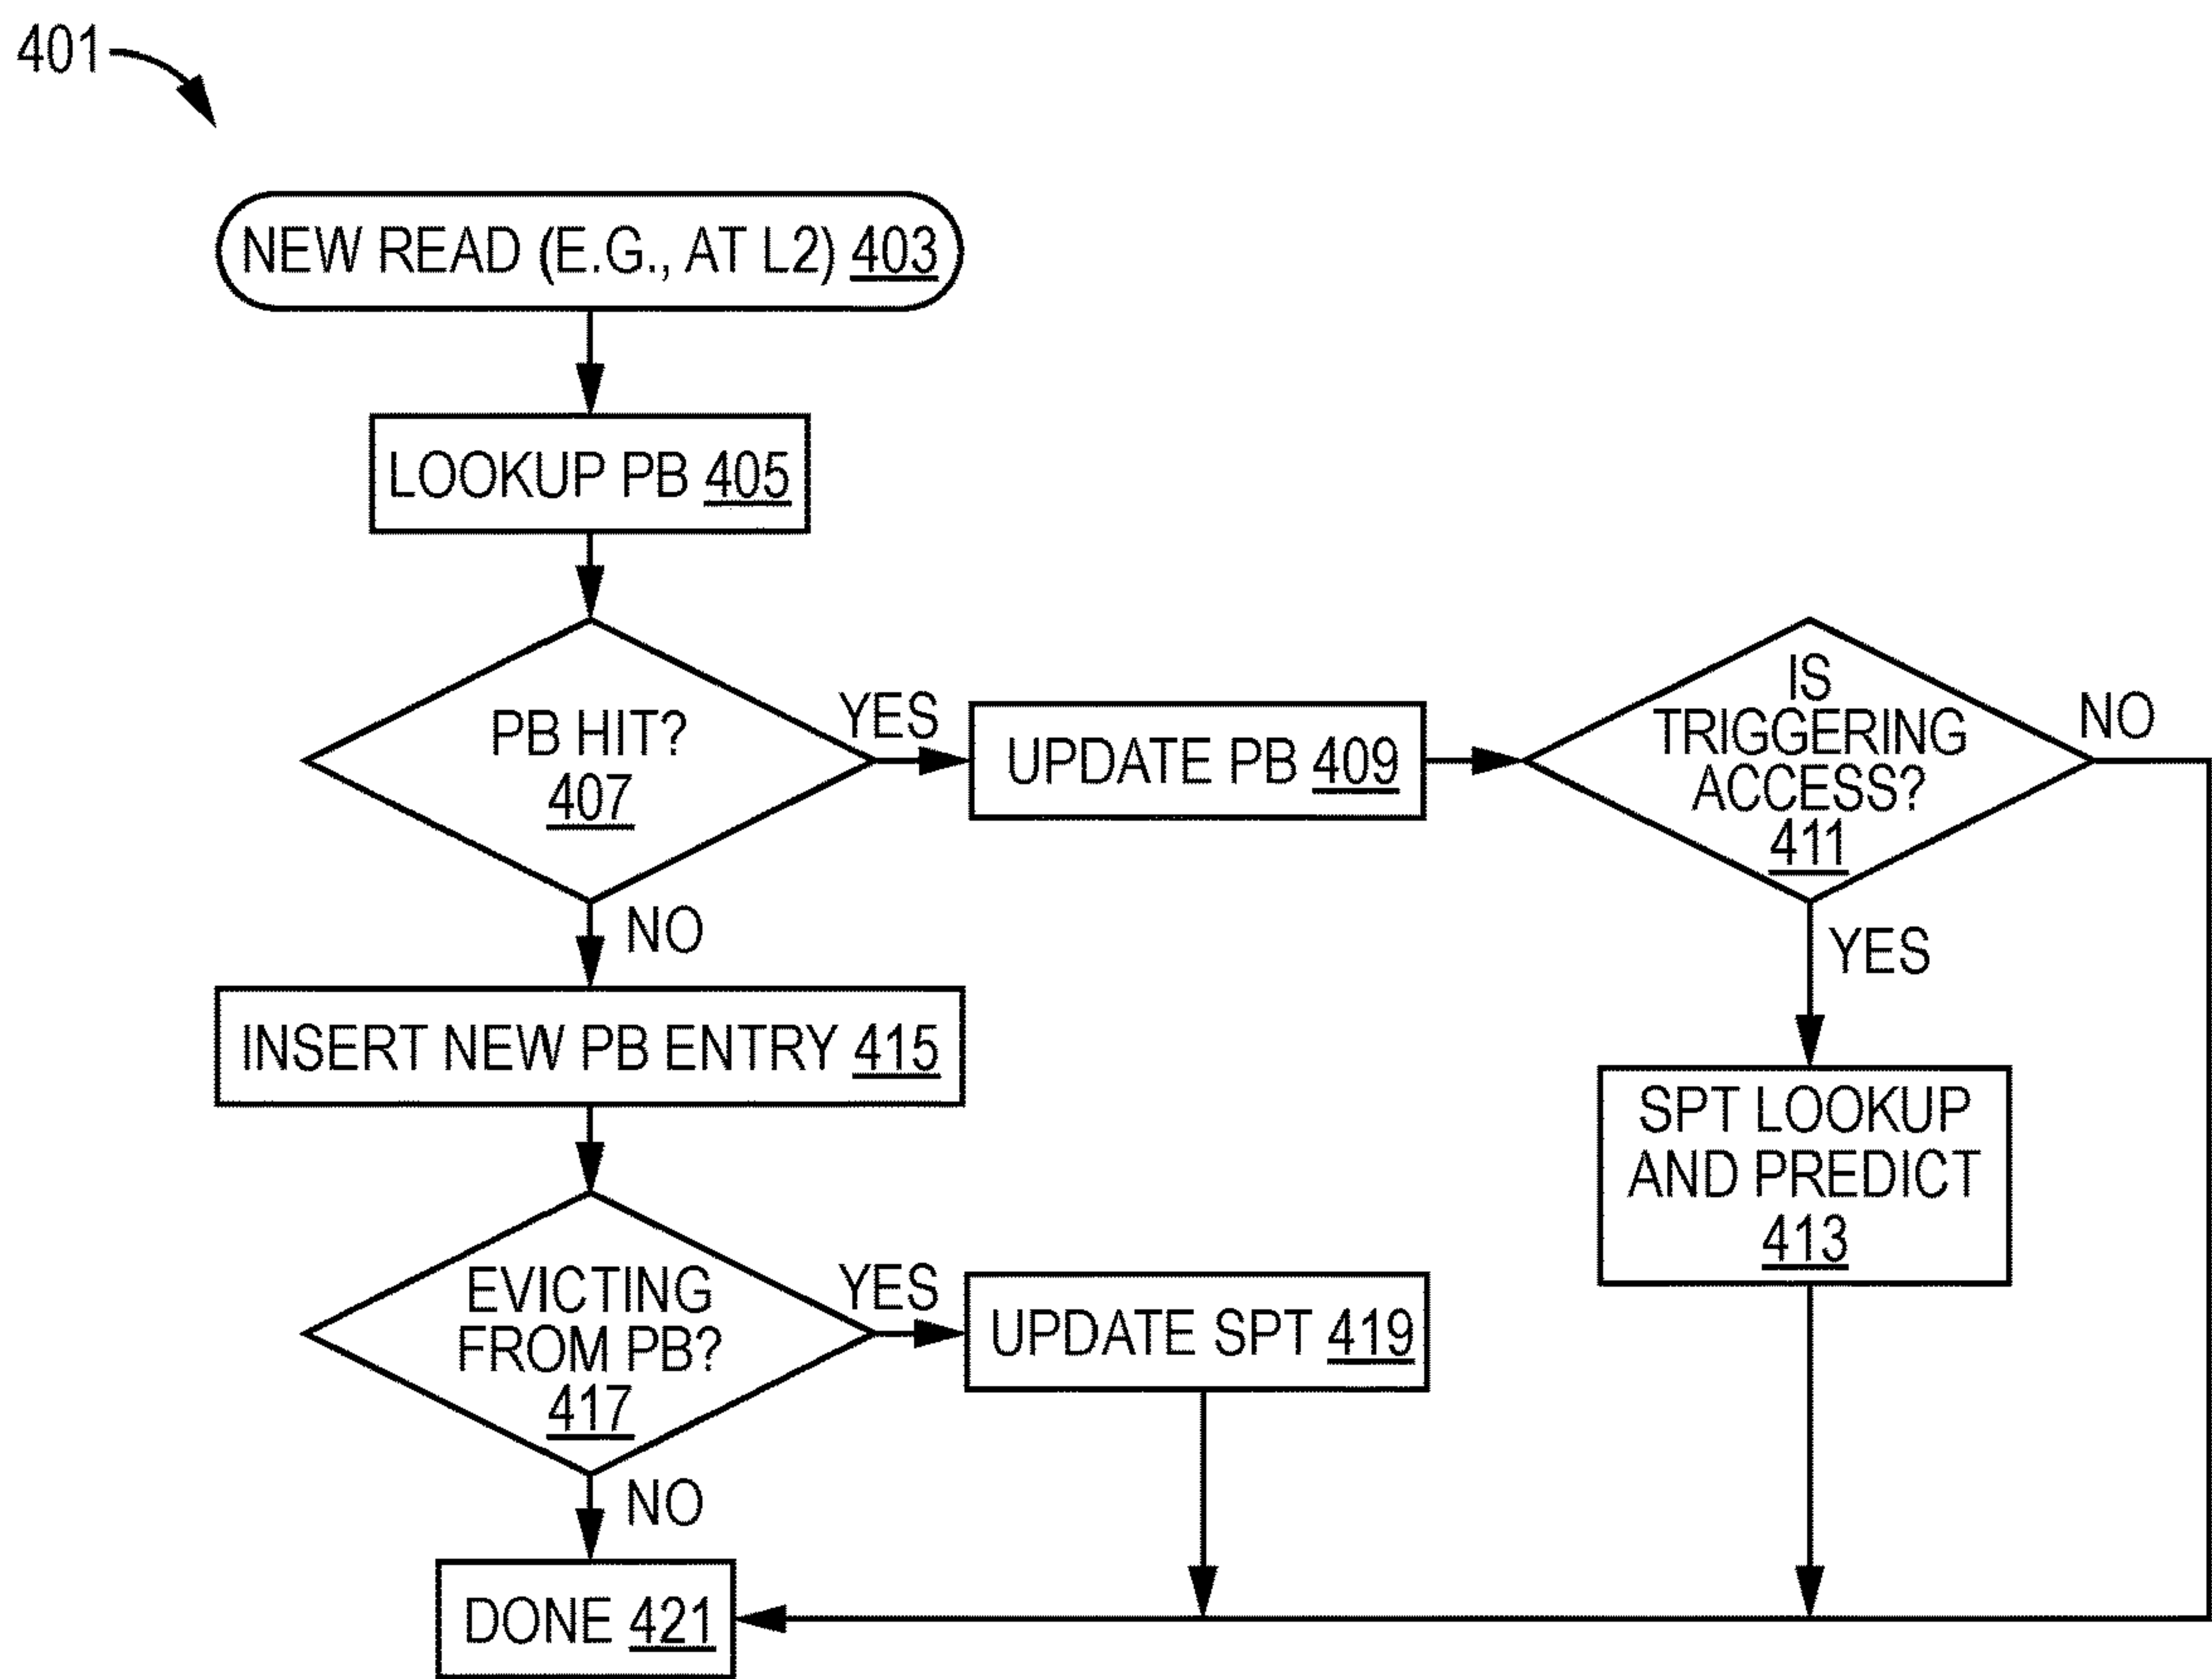 401
NEW READ (E.G., AT L2) 403
LOOKUP PB 405
PB HIT?
407
YES
UPDATE PB 409
IS
TRIGGERING
ACCESS?
411
NO
YES
SPT LOOKUP
AND PREDICT
413
NO
INSERT NEW PB ENTRY 415
EVICTING
FROM PB?
417
YES
UPDATE SPT 419
NO
DONE 421